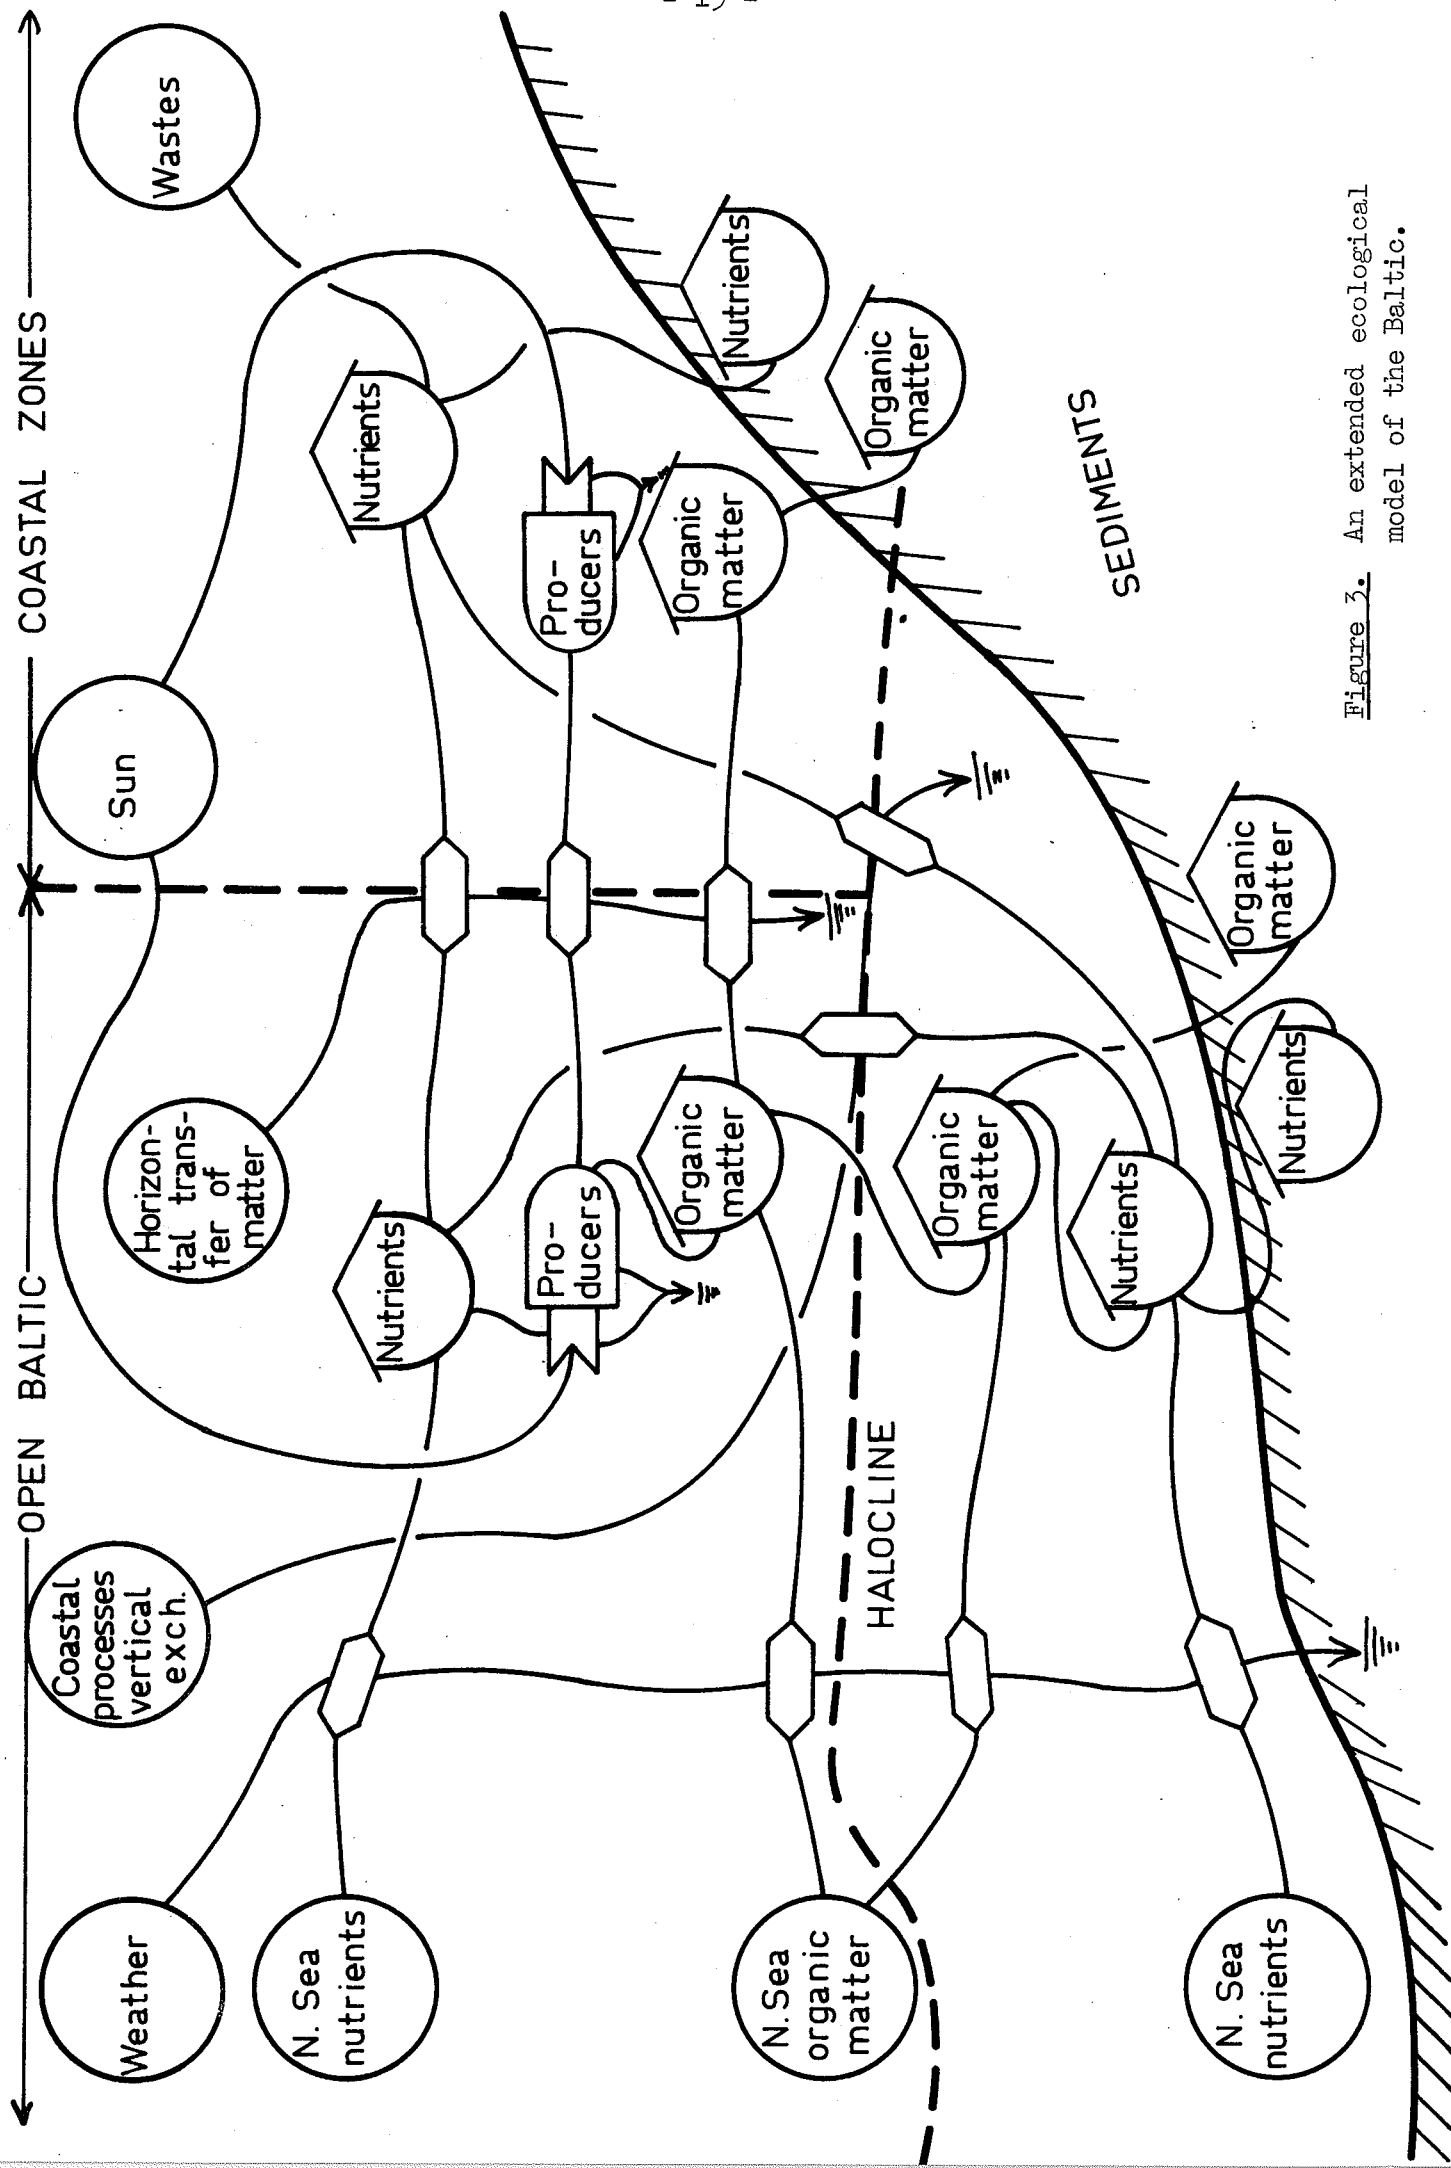 - 15 -
OPEN BALTIC
COASTAL ZONES
Weather
Coastal
processes
vertical
exch.
Horizon-
tal trans-
fer of
matter
Sun
Wastes
N. Sea
nutrients
Nutrients
Nutrients
Pro-
ducers
Pro-
ducers
Organic
matter
Organic
matter
Nutrients
N.Sea
organic
matter
HALOCLINE
Organic
matter
Organic
matter
Nutrients
SEDIMENTS
N. Sea
nutrients
Nutrients
Organic
matter
Figure 3. An extended ecological
model of the Baltic.